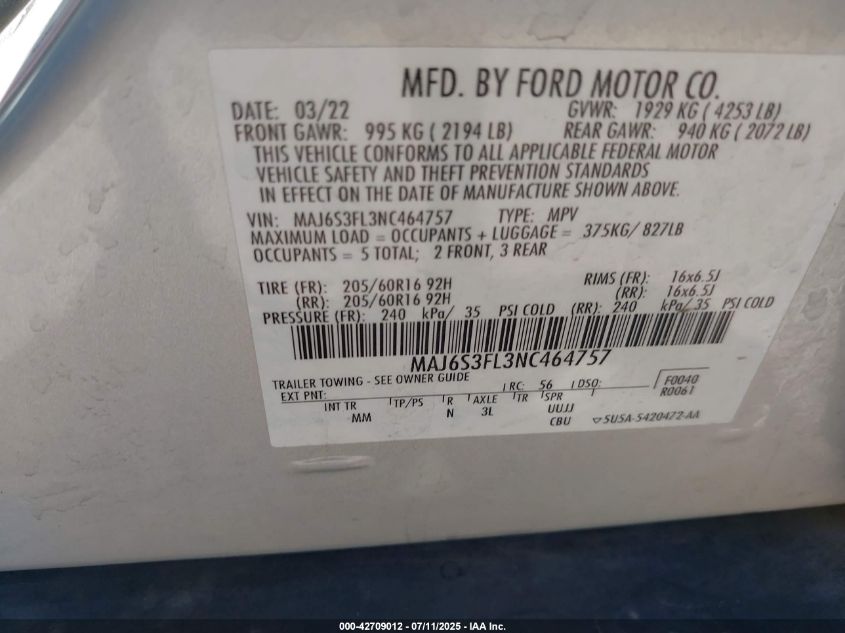 MFD. BY FORD MOTOR CO.
DATE: 03/22 GVWR: 1929 KG ( 4253 LB)
FRONT GAWR: 995 KG ( 2194 LB) REAR GAWR: 940 KG ( 2072 LB)
THIS VEHICLE CONFORMS TO ALL APPLICABLE FEDERAL MOTOR
VEHICLE SAFETY AND THEFT PREVENTION STANDARDS
IN EFFECT ON THE DATE OF MANUFACTURE SHOWN ABOVE.
VIN: MAJ6S3FL3NC464757 TYPE: MPV
MAXIMUM LOAD = OCCUPANTS + LUGGAGE = 375KG/ 827LB
OCCUPANTS = 5 TOTAL; 2 FRONT, 3 REAR
TIRE (FR): 205/60R16 92H RIMS (FR): 16x6.5J
(RR): 205/60R16 92H (RR): 16x6.5J
PRESSURE (FR): 240 kPa/ 35 PSI COLD (RR): 240 kPa/ 35 PSI COLD
MAJ6S3FL3NC464757
TRAILER TOWING - SEE OWNER GUIDE
EXT PNT: RC: 56 DSO: F0040
R0061
INT TR TP/PS R AXLE TR SPR
MM N 3L UUJJ
CBU 5U5A-5420472-AA
000-42709012 - 07/11/2025 - IAA Inc.